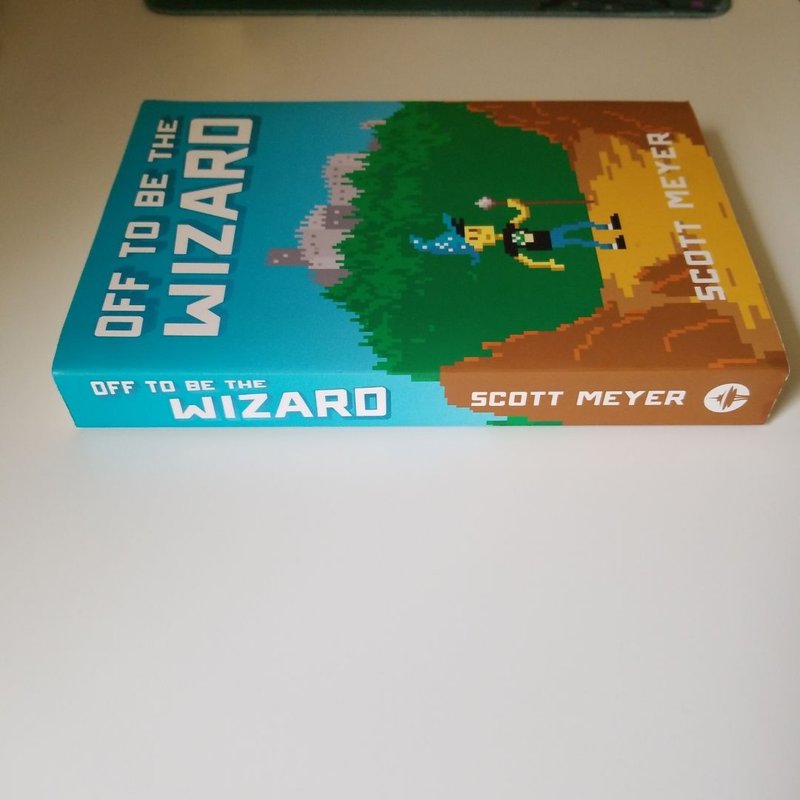 OFF TO BE THE
WIZARD
SCOTT MEYER
OFF TO BE THE
WIZARD
SCOTT MEYER